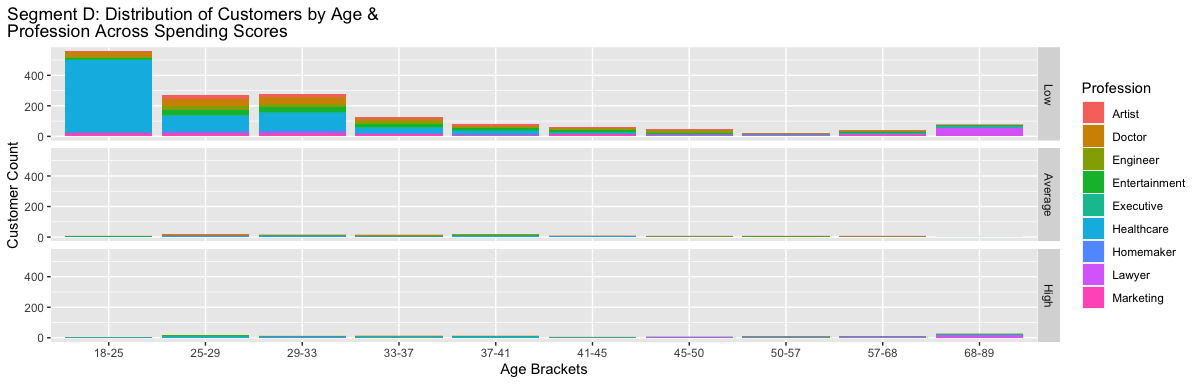 Segment D: Distribution of Customers by Age &
Profession Across Spending Scores
Customer Count
400
200
0
Low
400
200
0
Average
400
200
0
High
18-25
25-29
29-33
33-37
37-41
41-45
45-50
50-57
57-68
68-89
Age Brackets
Profession
Artist
Doctor
Engineer
Entertainment
Executive
Healthcare
Homemaker
Lawyer
Marketing